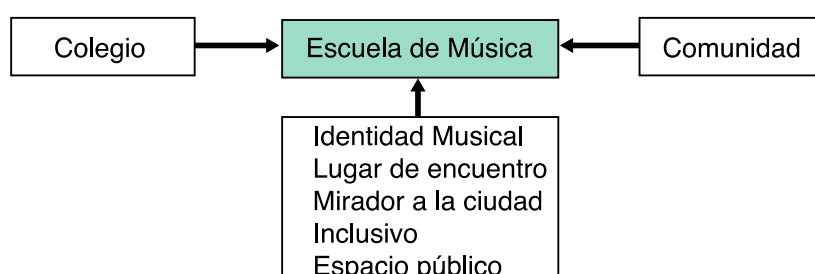 Colegio
Escuela de Música
Comunidad
Identidad Musical
Lugar de encuentro
Mirador a la ciudad
Inclusivo
Espacio público